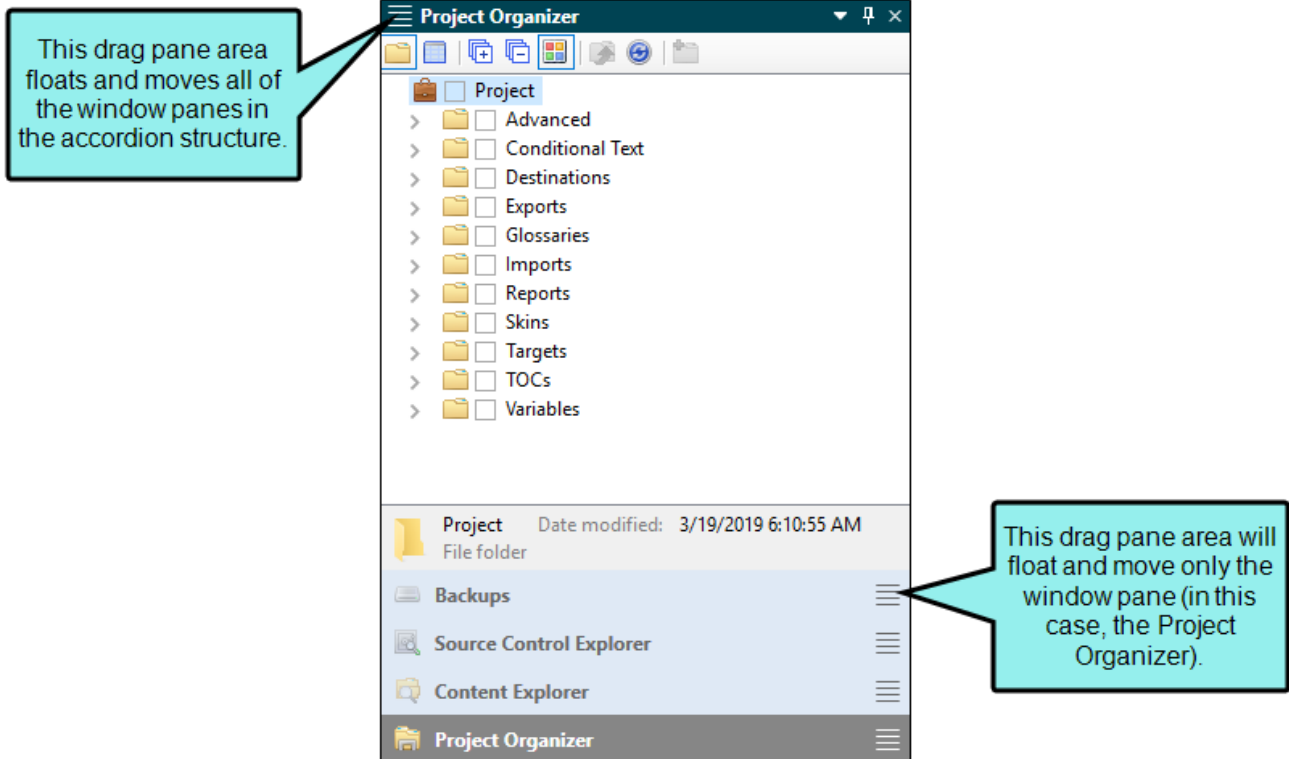 This drag pane area
floats and moves all of
the window panes in
the accordion structure.
Project Organizer
Project
Advanced
Conditional Text
Destinations
Exports
Glossaries
Imports
Reports
Skins
Targets
TOCs
Variables
Project Date modified: 3/19/2019 6:10:55 AM
File folder
Backups
Source Control Explorer
Content Explorer
Project Organizer
This drag pane area will
float and move only the
window pane (in this
case, the Project
Organizer).